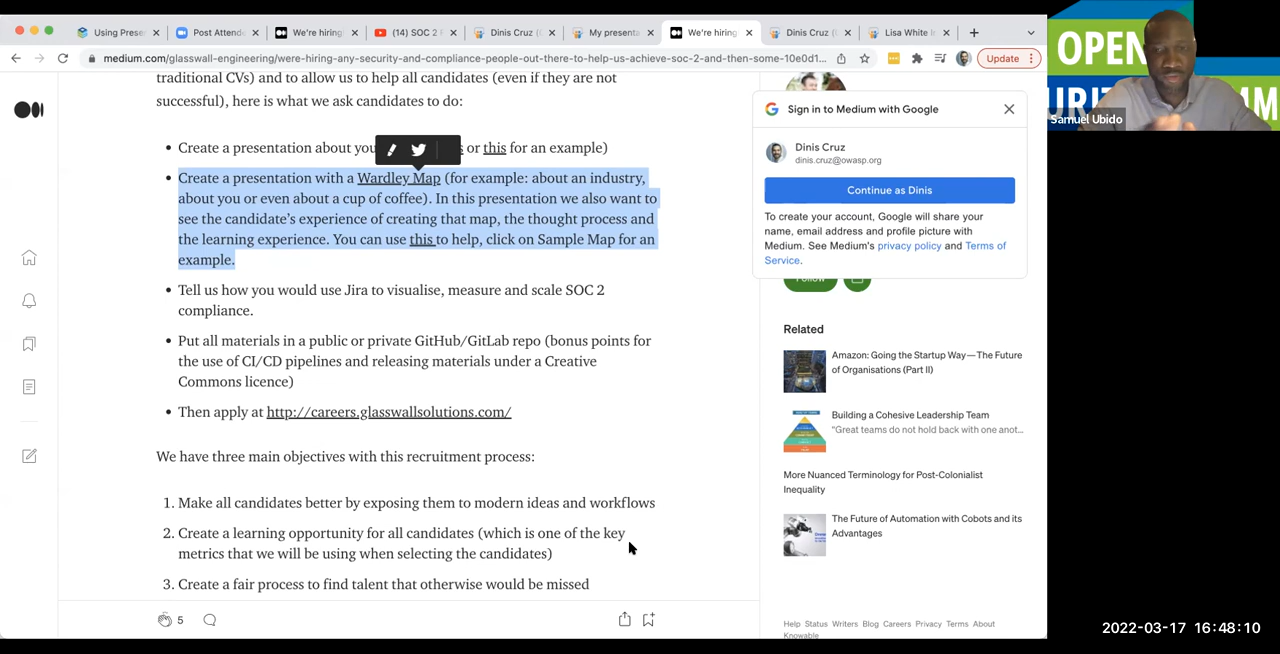 Using Prese
Post Attende
We're hiring
(14) SOC 2 F
Dinis Cruz (U
My presenta
We're hiring
Dinis Cruz (U
Lisa White In
medium.com/glasswall-engineering/were-hiring-any-security-and-compliance-people-out-there-to-help-us-achieve-soc-2-and-then-some-10e0d1...
Update
traditional CVs) and to allow us to help all candidates (even if they are not
successful), here is what we ask candidates to do:
• Create a presentation about you or this for an example)
• Create a presentation with a Wardley Map (for example: about an industry,
about you or even about a cup of coffee). In this presentation we also want to
see the candidate's experience of creating that map, the thought process and
the learning experience. You can use this to help, click on Sample Map for an
example.
• Tell us how you would use Jira to visualise, measure and scale SOC 2
compliance.
• Put all materials in a public or private GitHub/GitLab repo (bonus points for
the use of CI/CD pipelines and releasing materials under a Creative
Commons licence)
• Then apply at http://careers.glasswallsolutions.com/
We have three main objectives with this recruitment process:
1. Make all candidates better by exposing them to modern ideas and workflows
2. Create a learning opportunity for all candidates (which is one of the key
metrics that we will be using when selecting the candidates)
3. Create a fair process to find talent that otherwise would be missed
5
Sign in to Medium with Google
Dinis Cruz
dinis.cruz@owasp.org
Continue as Dinis
To create your account, Google will share your
name, email address and profile picture with
Medium. See Medium's privacy policy and Terms of
Service.
Follow
Related
Amazon: Going the Startup Way—The Future
of Organisations (Part II)
Building a Cohesive Leadership Team
"Great teams do not hold back with one anot...
More Nuanced Terminology for Post-Colonialist
Inequality
The Future of Automation with Cobots and its
Advantages
Help Status Writers Blog Careers Privacy Terms About
Knowable
OPEN
URIT
MM
Samuel Ubido
2022-03-17 16:48:10